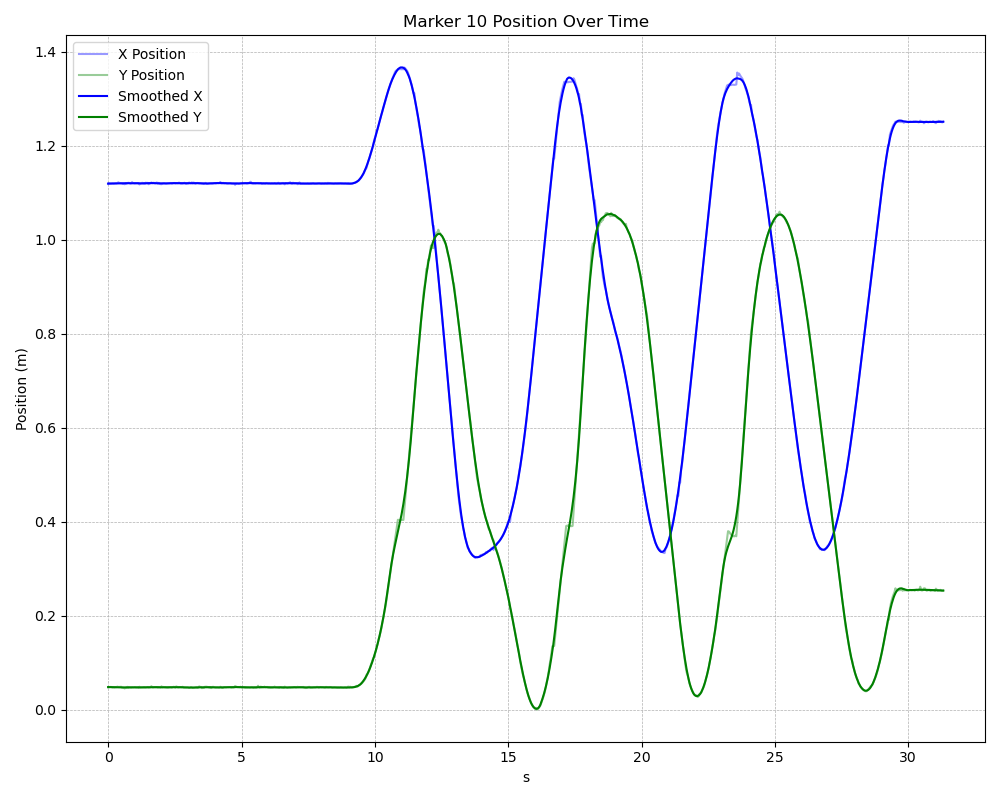 Marker 10 Position Over Time
X Position
Y Position
Smoothed X
Smoothed Y
Position (m)
1.4
1.2
1.0
0.8
0.6
0.4
0.2
0.0
0 5 10 15 20 25 30
s